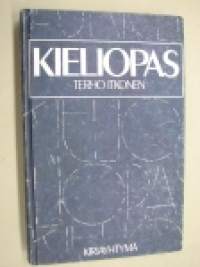 KIELIOPAS
TERHO ITKONEN
KIRJAYHTYMÄ